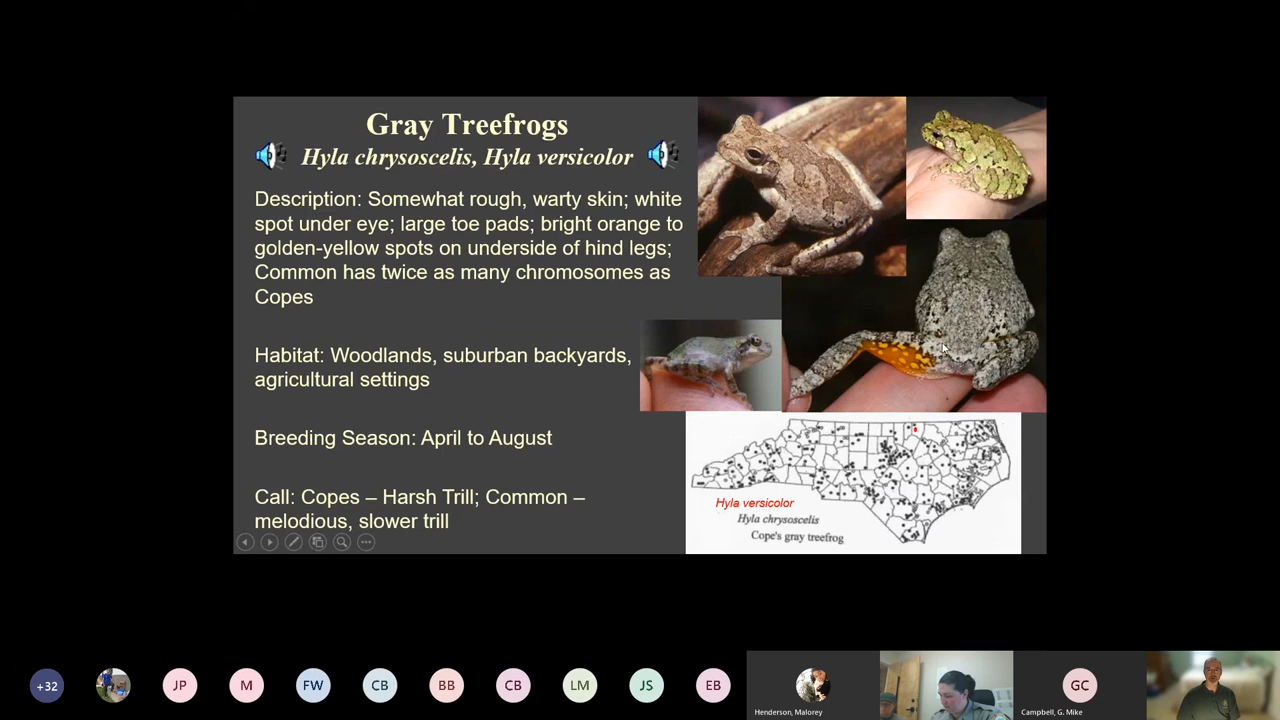 Gray Treefrogs
Hyla chrysoscelis, Hyla versicolor
Description: Somewhat rough, warty skin; white
spot under eye; large toe pads; bright orange to
golden-yellow spots on underside of hind legs;
Common has twice as many chromosomes as
Copes
Habitat: Woodlands, suburban backyards,
agricultural settings
Breeding Season: April to August
Call: Copes – Harsh Trill; Common –
melodious, slower trill
Hyla versicolor
Hyla chrysoscelis
Cope's gray treefrog
+32
JP
M
FW
CB
BB
CB
LM
JS
EB
Henderson, Malorey
GC
Campbell, G. Mike